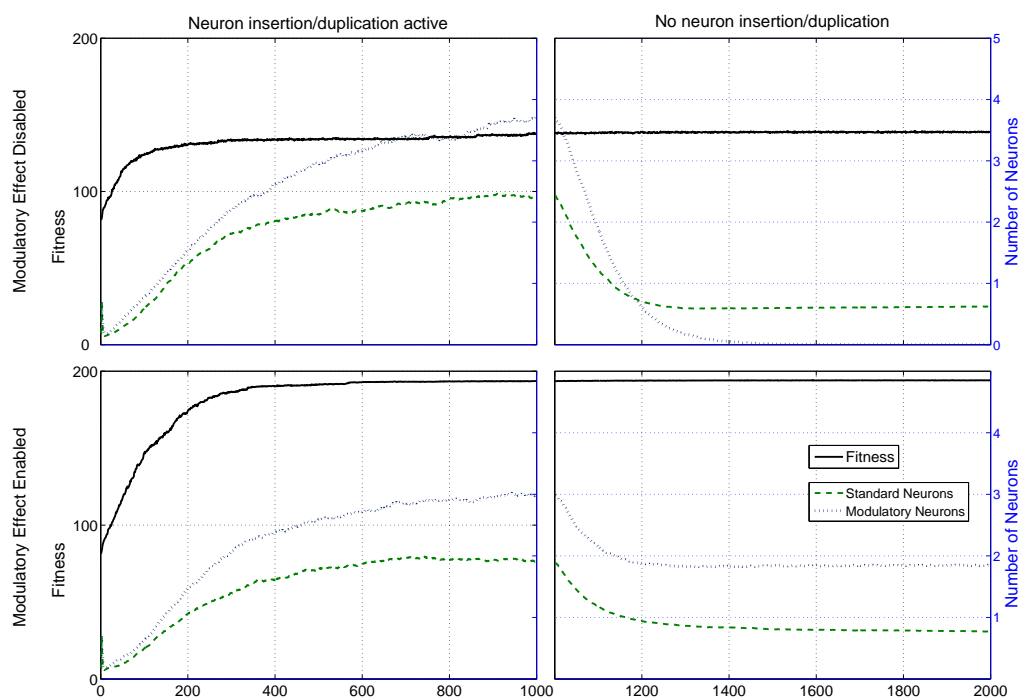 Neuron insertion/duplication active
No neuron insertion/duplication
Modulatory Effect Disabled
Fitness
200
100
0
5
4
3
2
1
0
Number of Neurons
Modulatory Effect Enabled
Fitness
200
100
0
4
3
2
1
Number of Neurons
Fitness
Standard Neurons
Modulatory Neurons
0
200
400
600
800
1000
1200
1400
1600
1800
2000